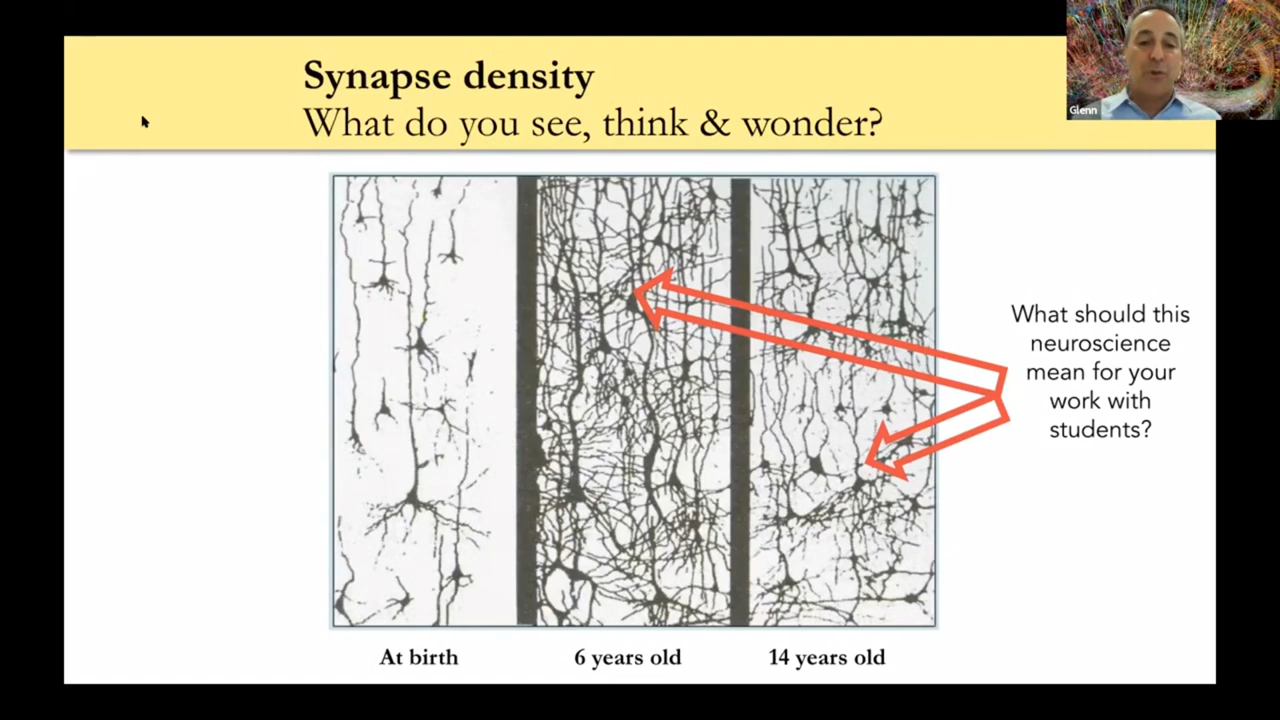 Synapse density
What do you see, think & wonder?
Glenn
What should this
neuroscience
mean for your
work with
students?
At birth
6 years old
14 years old